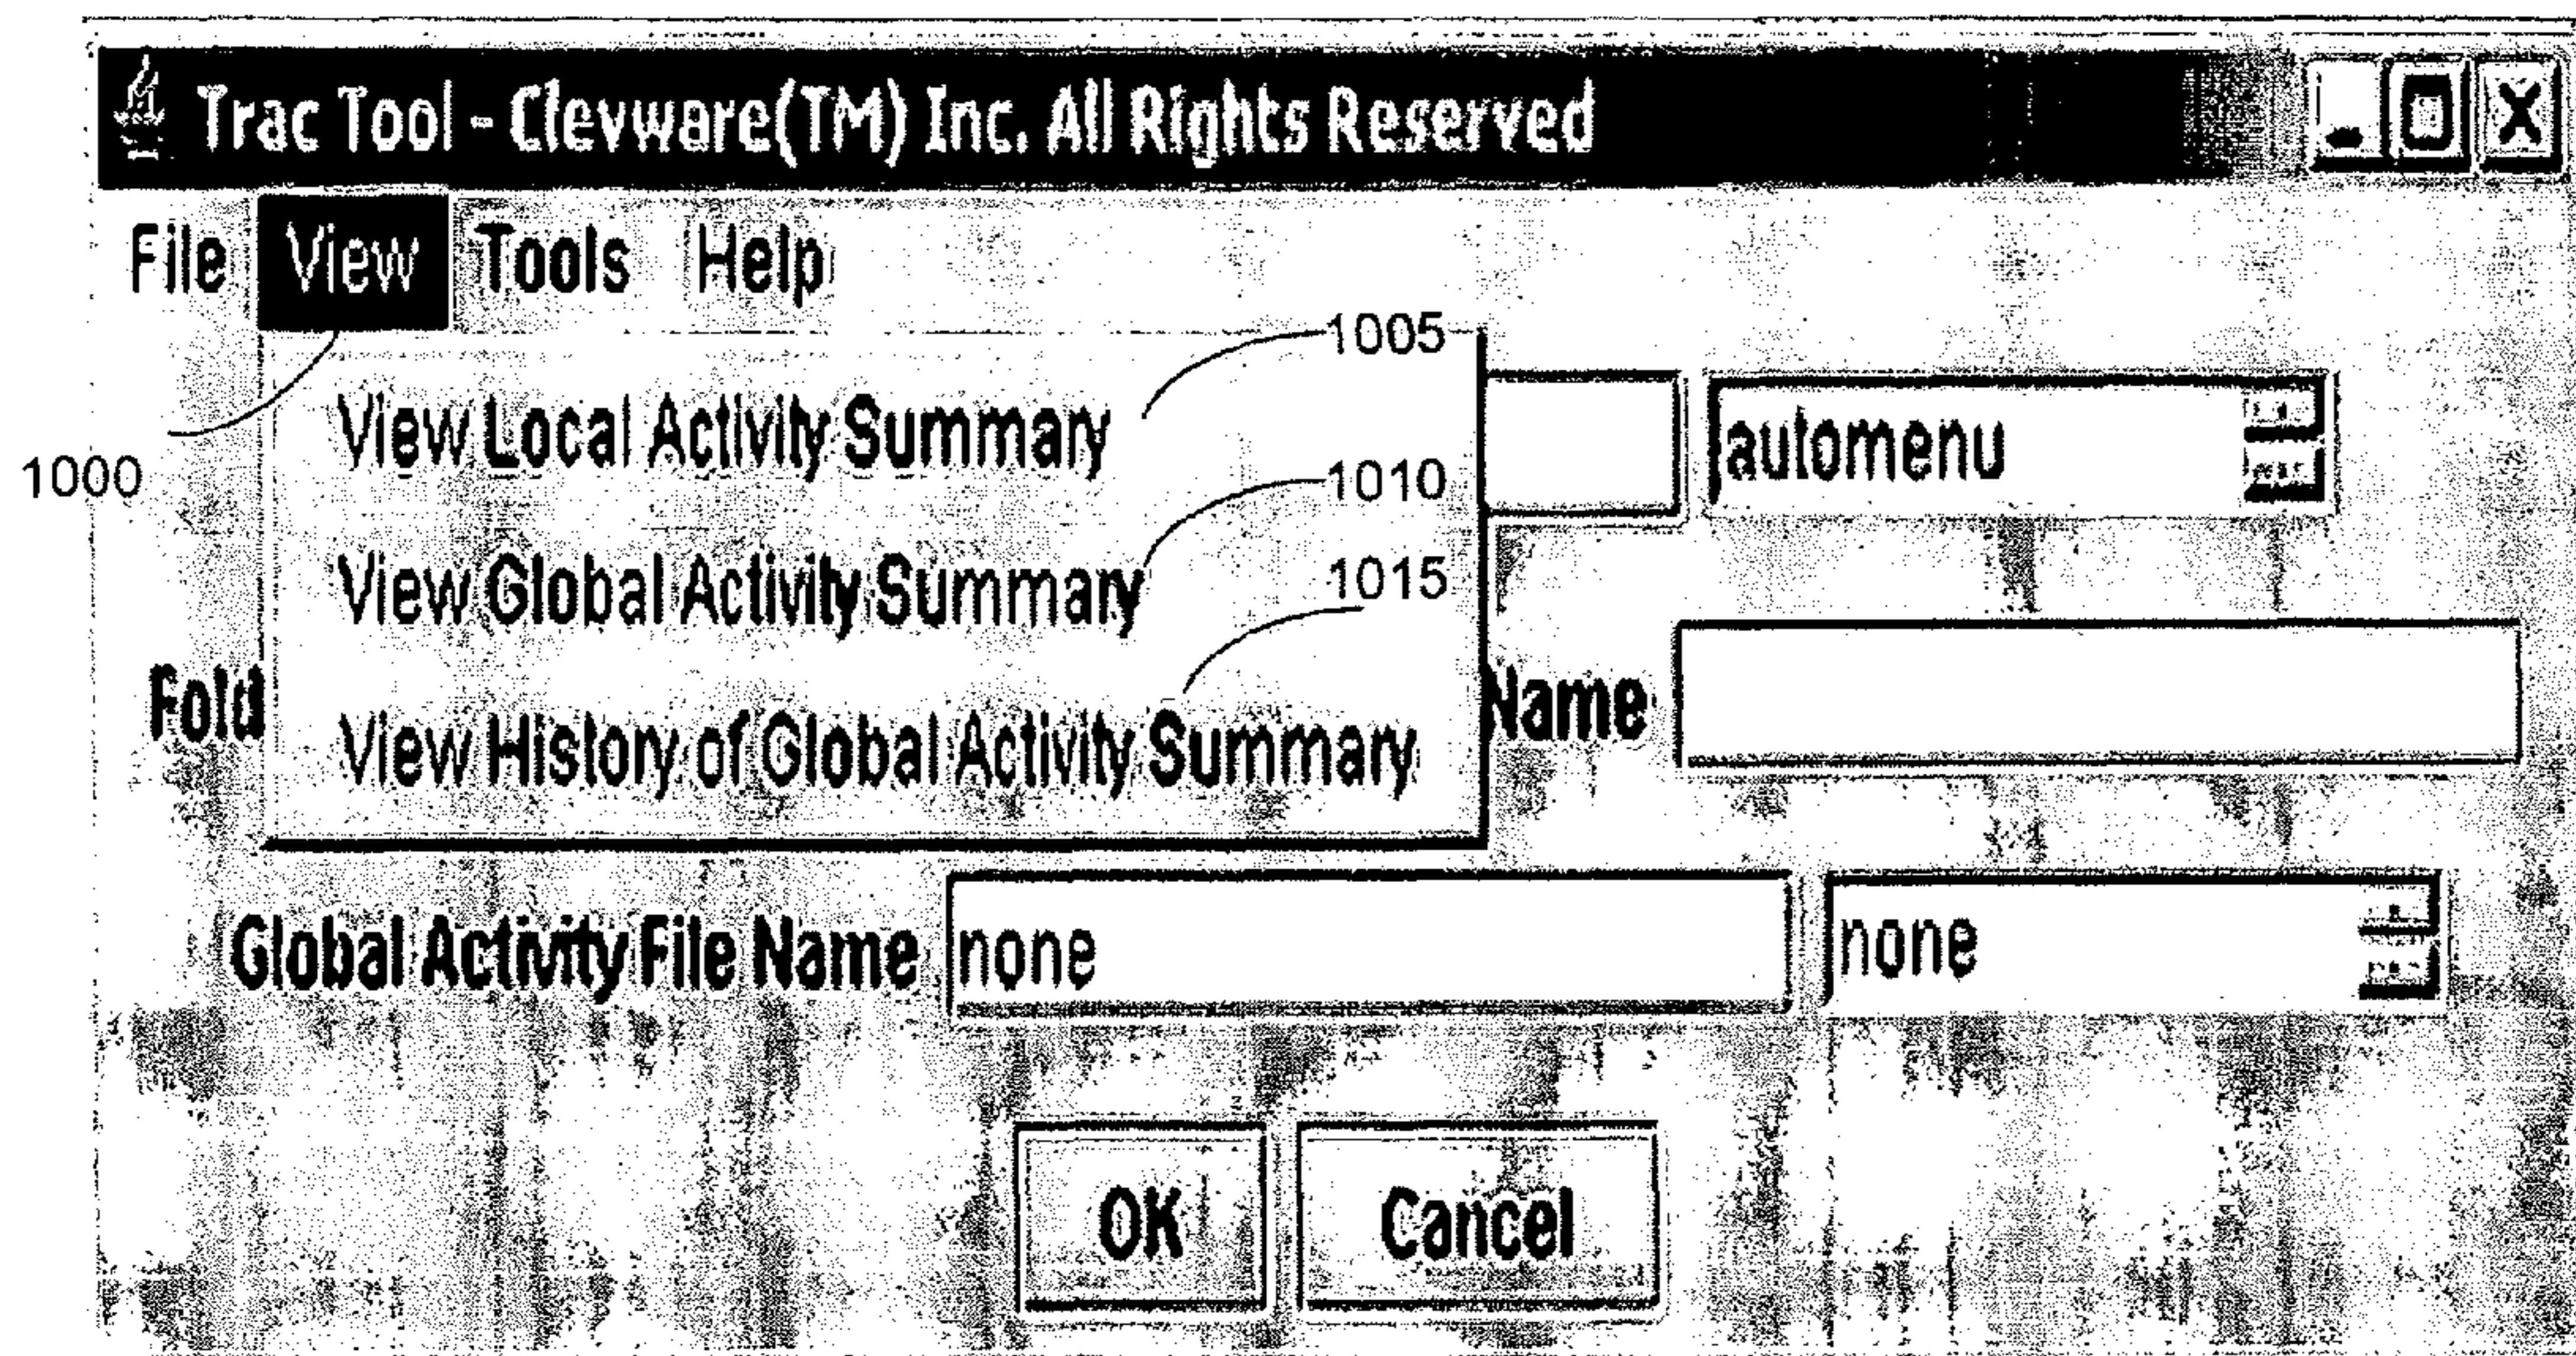 Trac Tool - Clevware(TM) Inc. All Rights Reserved
File View Tools Help
1005
View Local Activity Summary
automenu
1000
1010
View Global Activity Summary
1015
Fold
Name
View History of Global Activity Summary
Global Activity File Name none none
OK Cancel